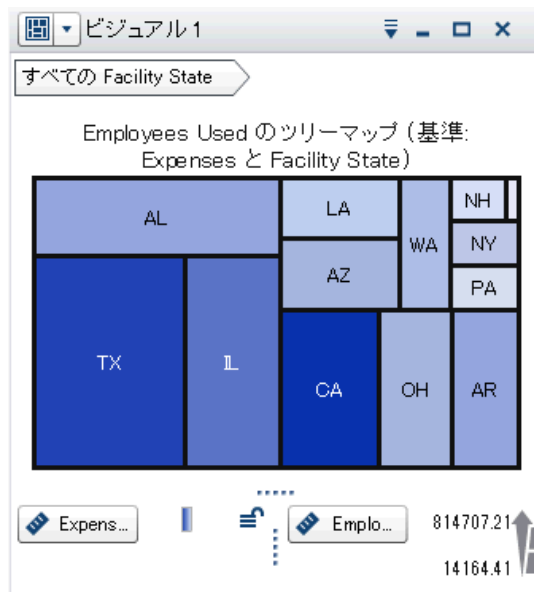 ビジュアル 1
すべての Facility State
Employees Used のツリーマップ (基準:
Expenses と Facility State)
AL
LA
WA
NH
NY
AZ
PA
TX
IL
CA
OH
AR
Expens...
Emplo...
814707.21
14164.41